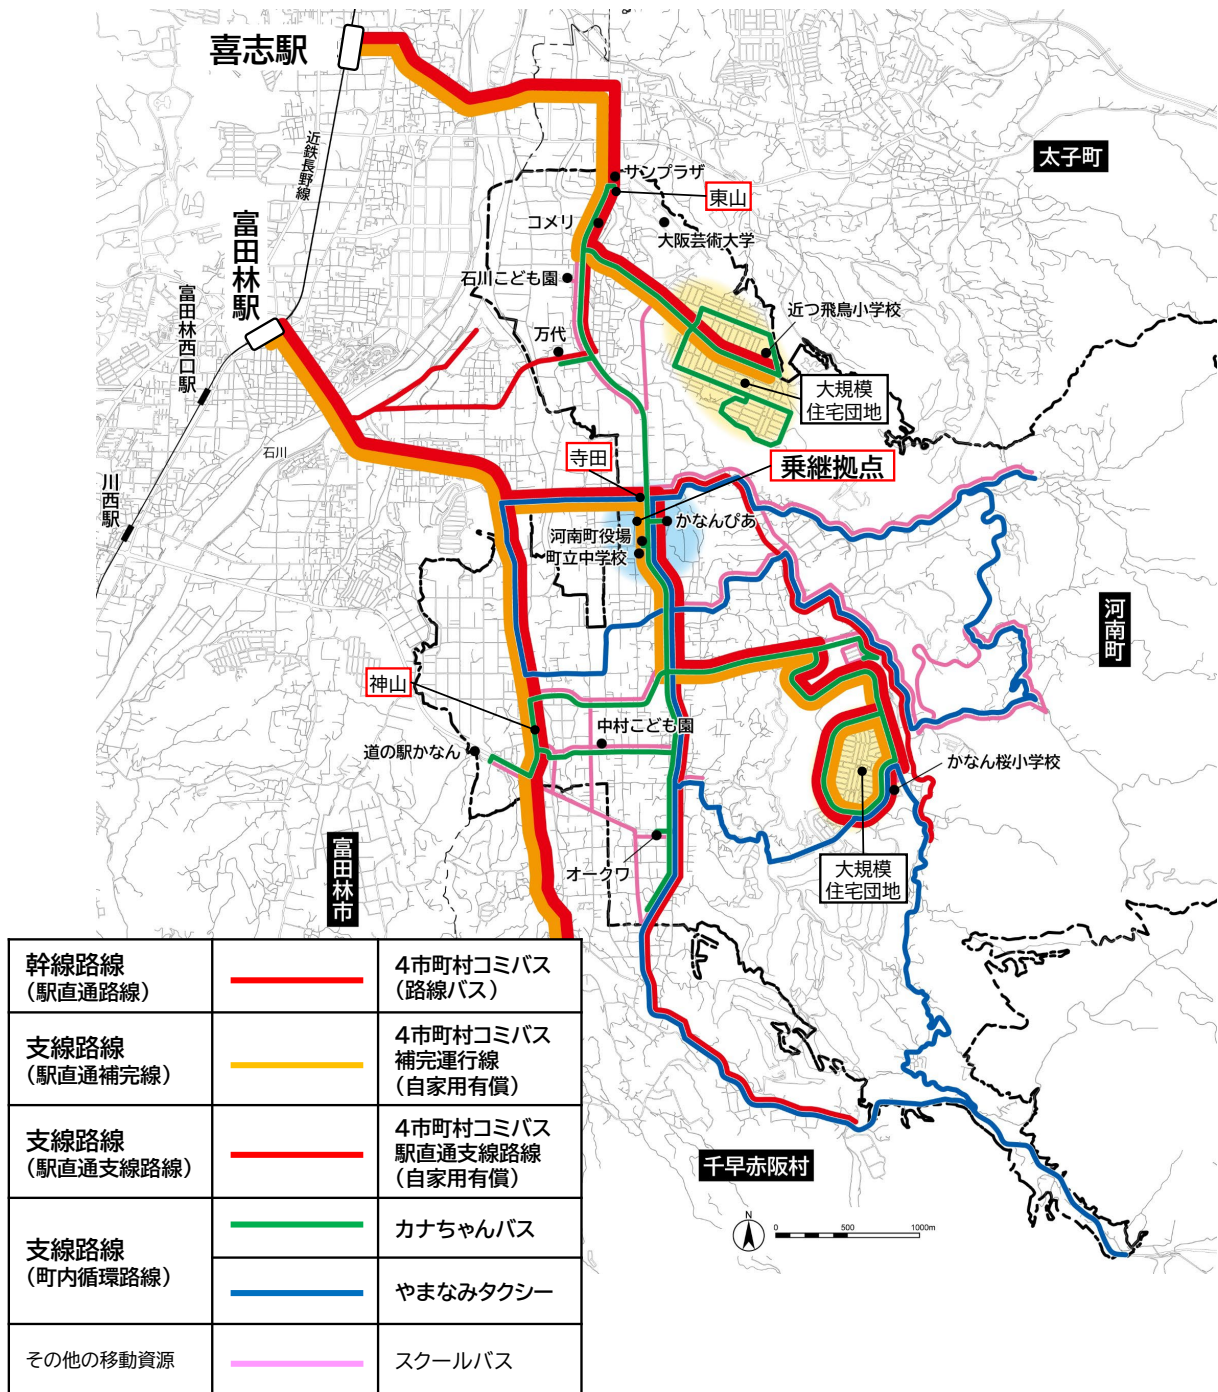 喜志駅
近鉄長野線
太子町
サンプラザ
東山
コメリ
大阪芸術大学
富田林駅
石川こども園
富田林西口駅
近つ飛鳥小学校
万代
大規模
住宅団地
石川
寺田
乗継拠点
川西駅
かなんぴあ
河南町役場
町立中学校
河南町
神山
中村こども園
道の駅かなん
かなん桜小学校
富田林市
オークワ
大規模
住宅団地
千早赤阪村
N
0 500 1000m
幹線路線
（駅直通路線）
4市町村コミバス
（路線バス）
支線路線
（駅直通補完線）
4市町村コミバス
補完運行線
（自家用有償）
支線路線
（駅直通支線路線）
4市町村コミバス
駅直通支線路線
（自家用有償）
支線路線
（町内循環路線）
カナちゃんバス
やまなみタクシー
その他の移動資源
スクールバス